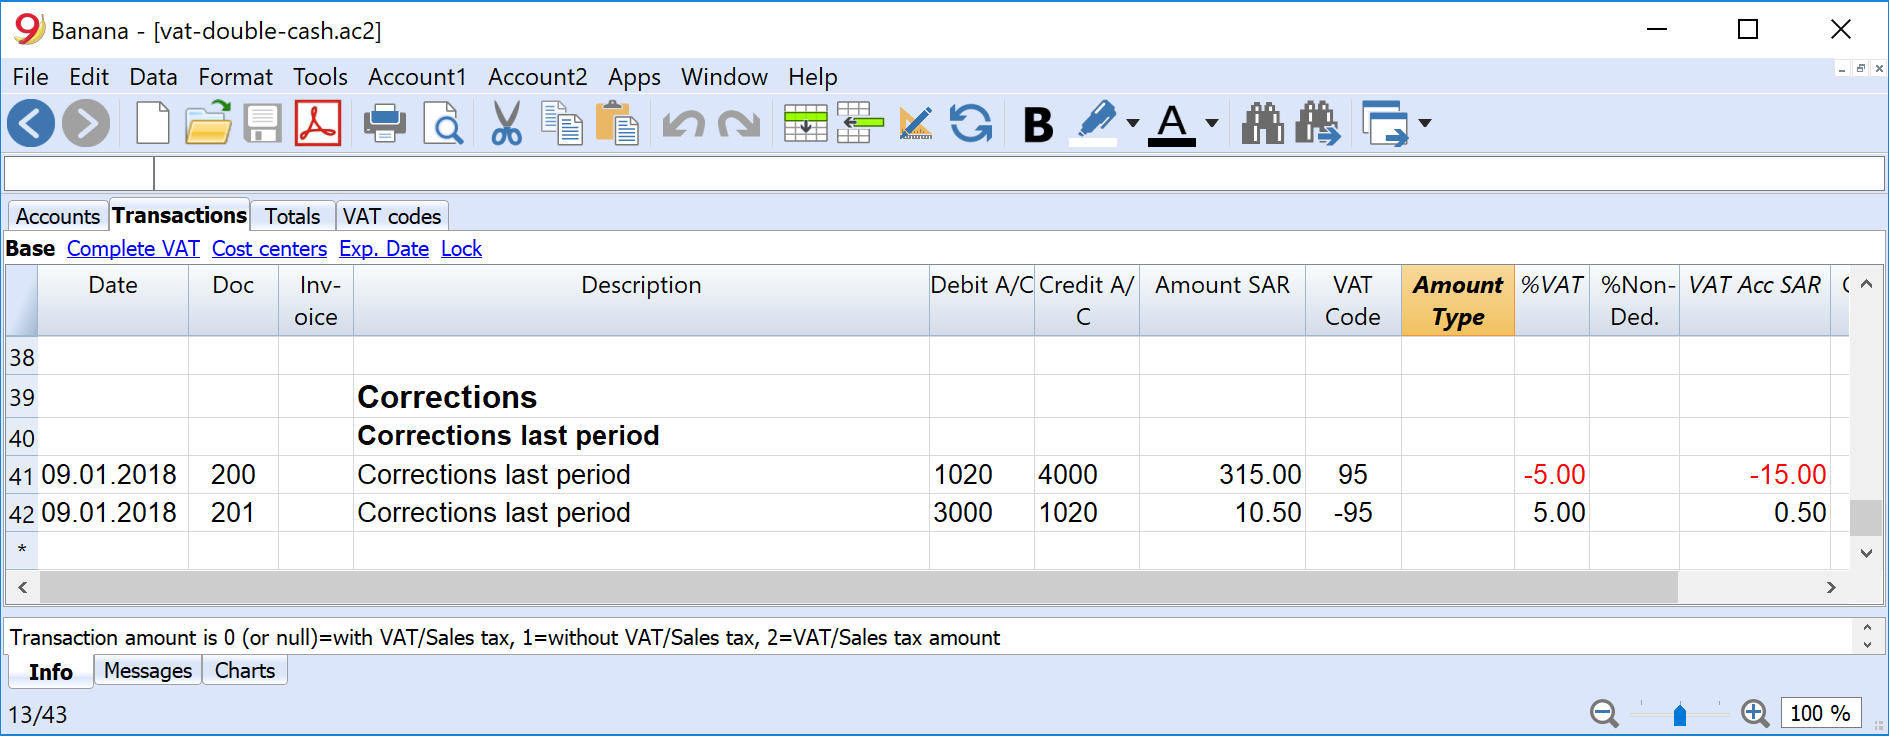 Banana - [vat-double-cash.ac2]
File Edit Data Format Tools Account1 Account2 Apps Window Help
B A
Accounts Transactions Totals VAT codes
Base Complete VAT Cost centers Exp. Date Lock
Date Doc Inv-oice Description Debit A/C Credit A/C Amount SAR VAT Code Amount Type %VAT %Non-Ded. VAT Acc SAR
38
39 Corrections
40 Corrections last period
41 09.01.2018 200 Corrections last period 1020 4000 315.00 95 -5.00 -15.00
42 09.01.2018 201 Corrections last period 3000 1020 10.50 -95 5.00 0.50
*
Transaction amount is 0 (or null)=with VAT/Sales tax, 1=without VAT/Sales tax, 2=VAT/Sales tax amount
Info Messages Charts
13/43 100 %